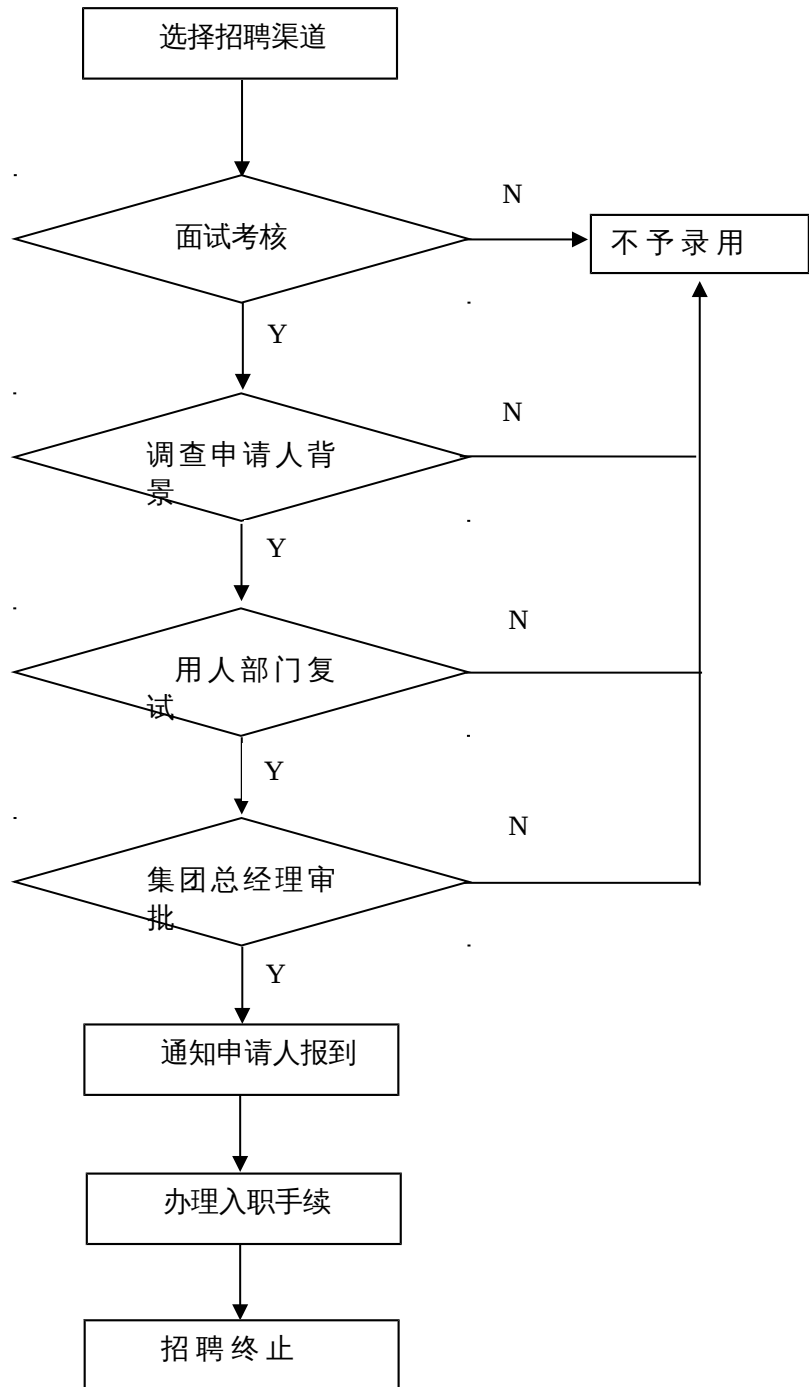 选择招聘渠道
N
面试考核
不予录用
Y
N
调查申请人背
景
Y
N
用人部门复
试
Y
N
集团总经理审
批
Y
通知申请人报到
办理入职手续
招聘终止